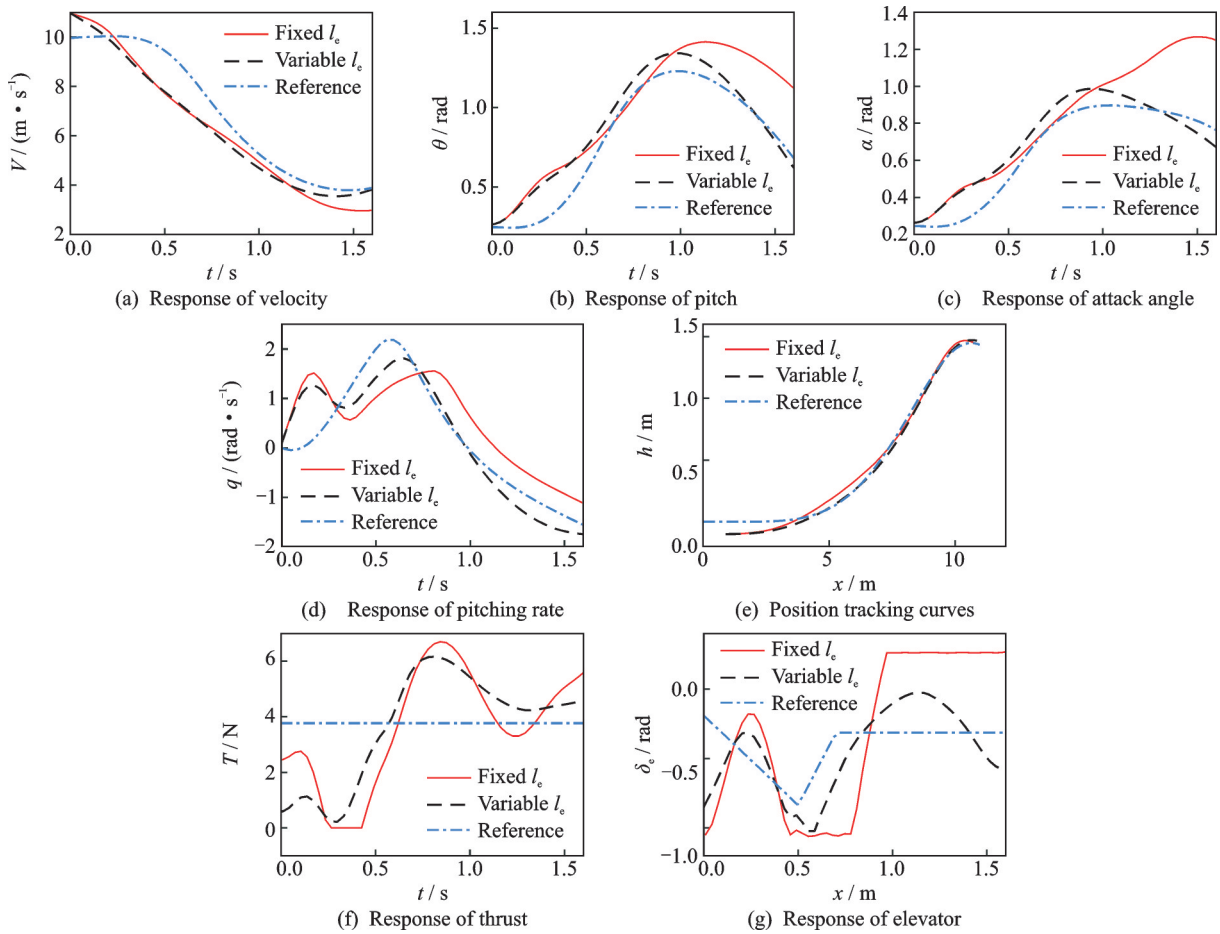 10
8
6
4
2
V / (m • s⁻¹)
Fixed lₑ
Variable lₑ
Reference
0.0
0.5
1.0
1.5
t / s
(a) Response of velocity
1.5
1.0
0.5
θ / rad
Fixed lₑ
Variable lₑ
Reference
0.0
0.5
1.0
1.5
t / s
(b) Response of pitch
1.4
1.2
1.0
0.8
0.6
0.4
0.2
α / rad
Fixed lₑ
Variable lₑ
Reference
0.0
0.5
1.0
1.5
t / s
(c) Response of attack angle
2
1
0
−1
−2
q / (rad • s⁻¹)
Fixed lₑ
Variable lₑ
Reference
0.0
0.5
1.0
1.5
t / s
(d) Response of pitching rate
1.5
1.0
0.5
0.0
h / m
Fixed lₑ
Variable lₑ
Reference
0.0
5
10
x / m
(e) Position tracking curves
6
4
2
0
T / N
Fixed lₑ
Variable lₑ
Reference
0.0
0.5
1.0
1.5
t / s
(f) Response of thrust
0.0
−0.5
−1.0
δₑ / rad
Fixed lₑ
Variable lₑ
Reference
0.0
0.5
1.0
1.5
x / m
(g) Response of elevator